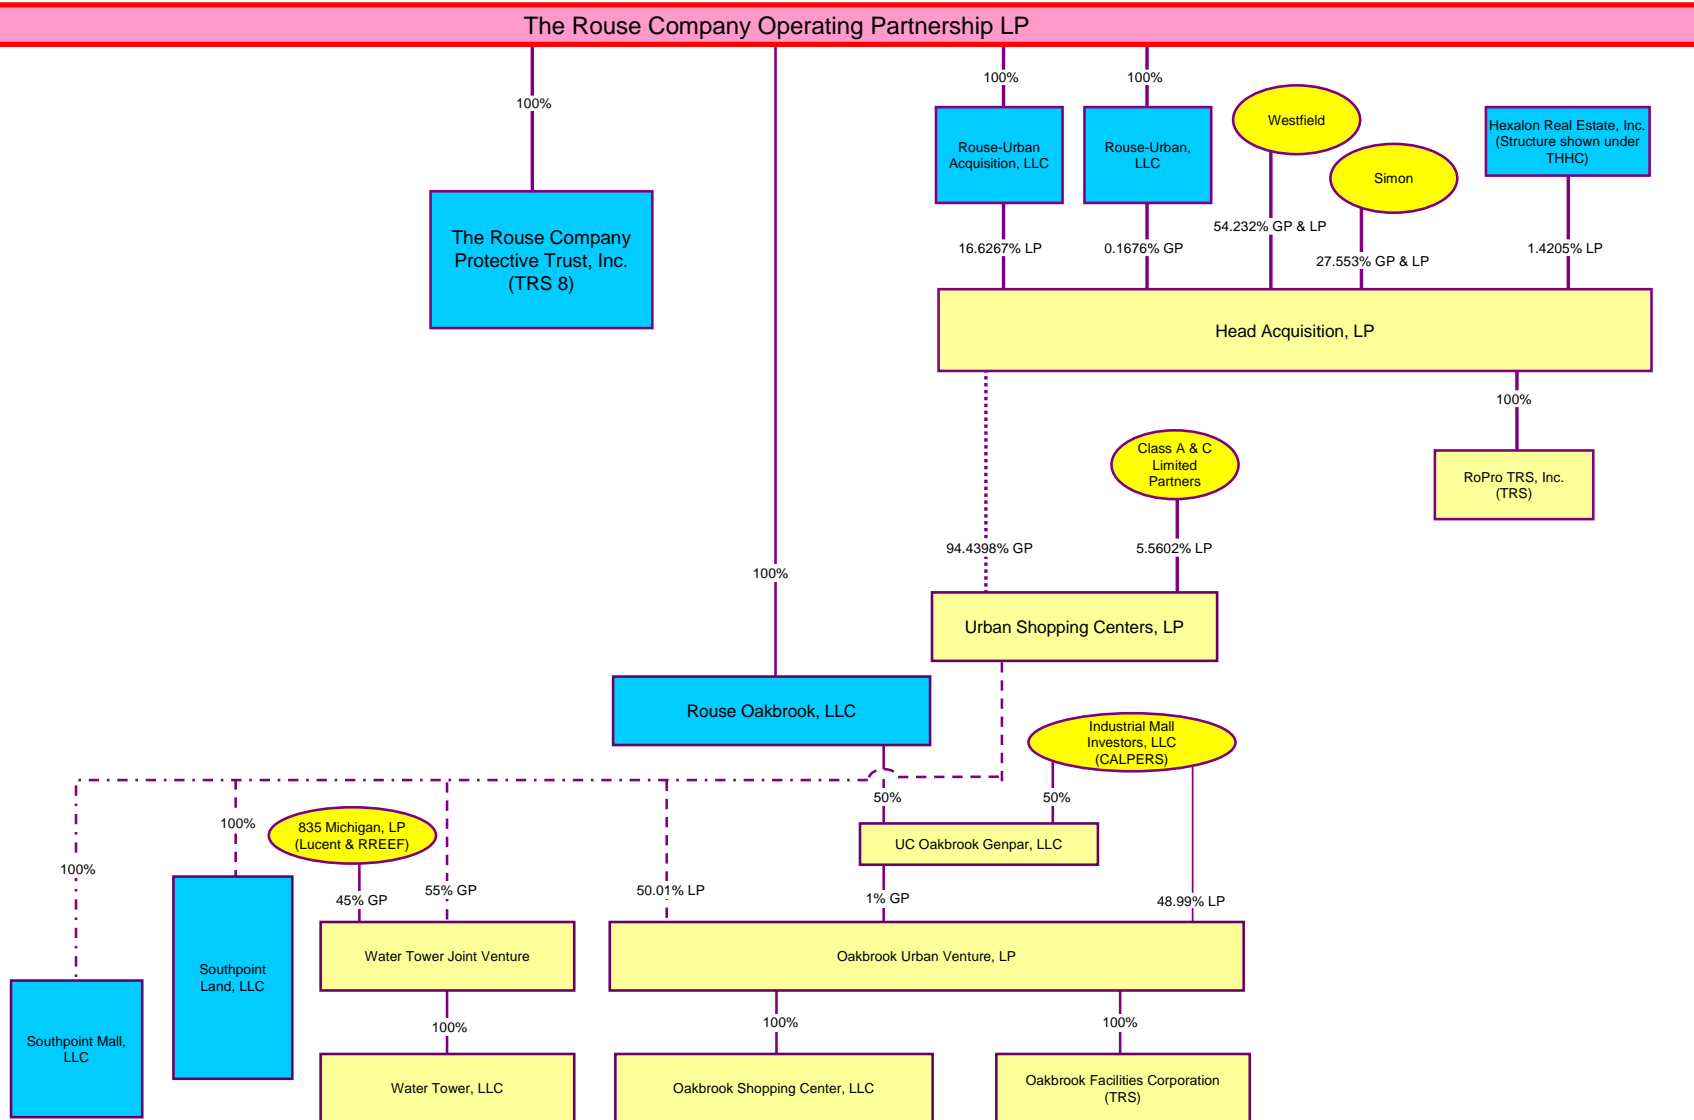 The Rouse Company Operating Partnership LP
100%
100%
100%
Rouse-Urban
Acquisition, LLC
Rouse-Urban,
LLC
Westfield
Simon
Hexalon Real Estate, Inc.
(Structure shown under
THHC)
The Rouse Company
Protective Trust, Inc.
(TRS 8)
16.6267% LP
0.1676% GP
54.232% GP & LP
27.553% GP & LP
1.4205% LP
Head Acquisition, LP
100%
Class A & C
Limited
Partners
RoPro TRS, Inc.
(TRS)
94.4398% GP
5.5602% LP
100%
Urban Shopping Centers, LP
Rouse Oakbrook, LLC
Industrial Mall
Investors, LLC
(CALPERS)
50%
50%
100%
835 Michigan, LP
(Lucent & RREEF)
UC Oakbrook Genpar, LLC
100%
45% GP
55% GP
50.01% LP
1% GP
48.99% LP
Southpoint
Land, LLC
Water Tower Joint Venture
Oakbrook Urban Venture, LP
100%
100%
100%
Southpoint Mall,
LLC
Water Tower, LLC
Oakbrook Shopping Center, LLC
Oakbrook Facilities Corporation
(TRS)